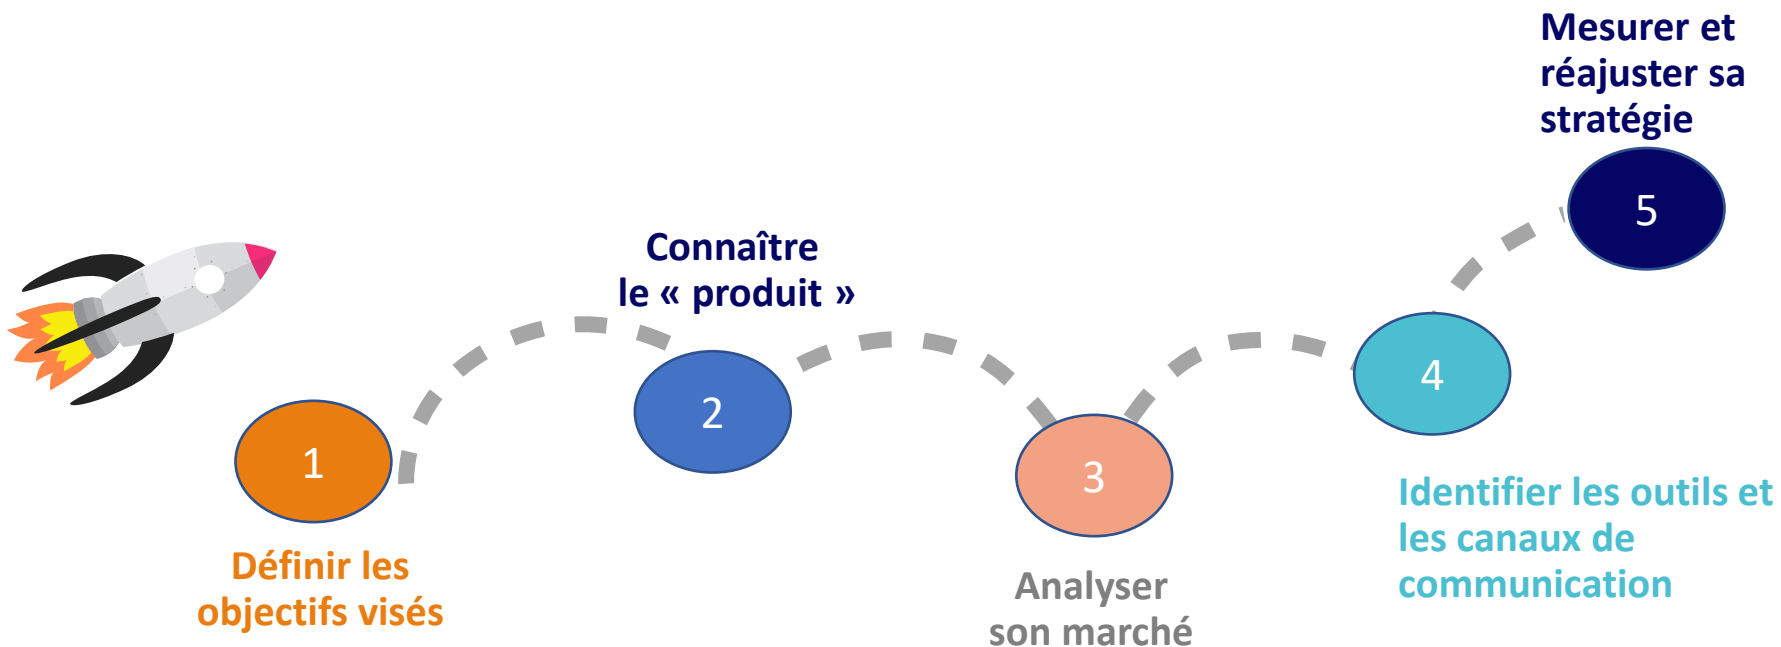 1
Définir les
objectifs visés
Connaître
le « produit »
2
3
Analyser
son marché
4
Identifier les outils et
les canaux de
communication
Mesurer et
réajuster sa
stratégie
5